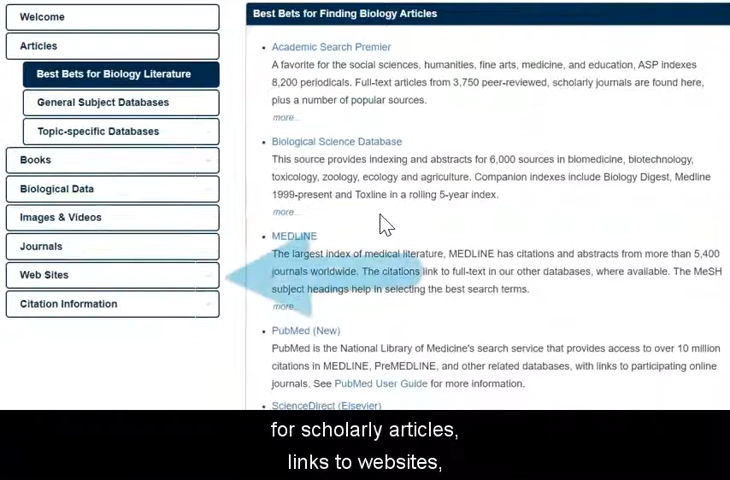 Welcome
Articles
Best Bets for Biology Literature
General Subject Databases
Topic-specific Databases
Books
Biological Data
Images & Videos
Journals
Web Sites
Citation Information
Best Bets for Finding Biology Articles
Academic Search Premier
A favorite for the social sciences, humanities, fine arts, medicine, and education, ASP indexes
8,200 periodicals. Full-text articles from 3,750 peer-reviewed, scholarly journals are found here,
plus a number of popular sources.
more...
Biological Science Database
This source provides indexing and abstracts for 6,000 sources in biomedicine, biotechnology,
toxicology, zoology, ecology and agriculture. Companion indexes include Biology Digest, Medline
1999-present and Toxline in a rolling 5-year index.
more...
MEDLINE
The largest index of medical literature, MEDLINE has citations and abstracts from more than 5,400
journals worldwide. The citations link to full-text in our other databases, where available. The MeSH
subject headings help in selecting the best search terms.
more...
PubMed (New)
PubMed is the National Library of Medicine's search service that provides access to over 10 million
citations in MEDLINE, PreMEDLINE, and other related databases, with links to participating online
journals. See PubMed User Guide for more information.
ScienceDirect (Elsevier)
for scholarly articles,
links to websites,